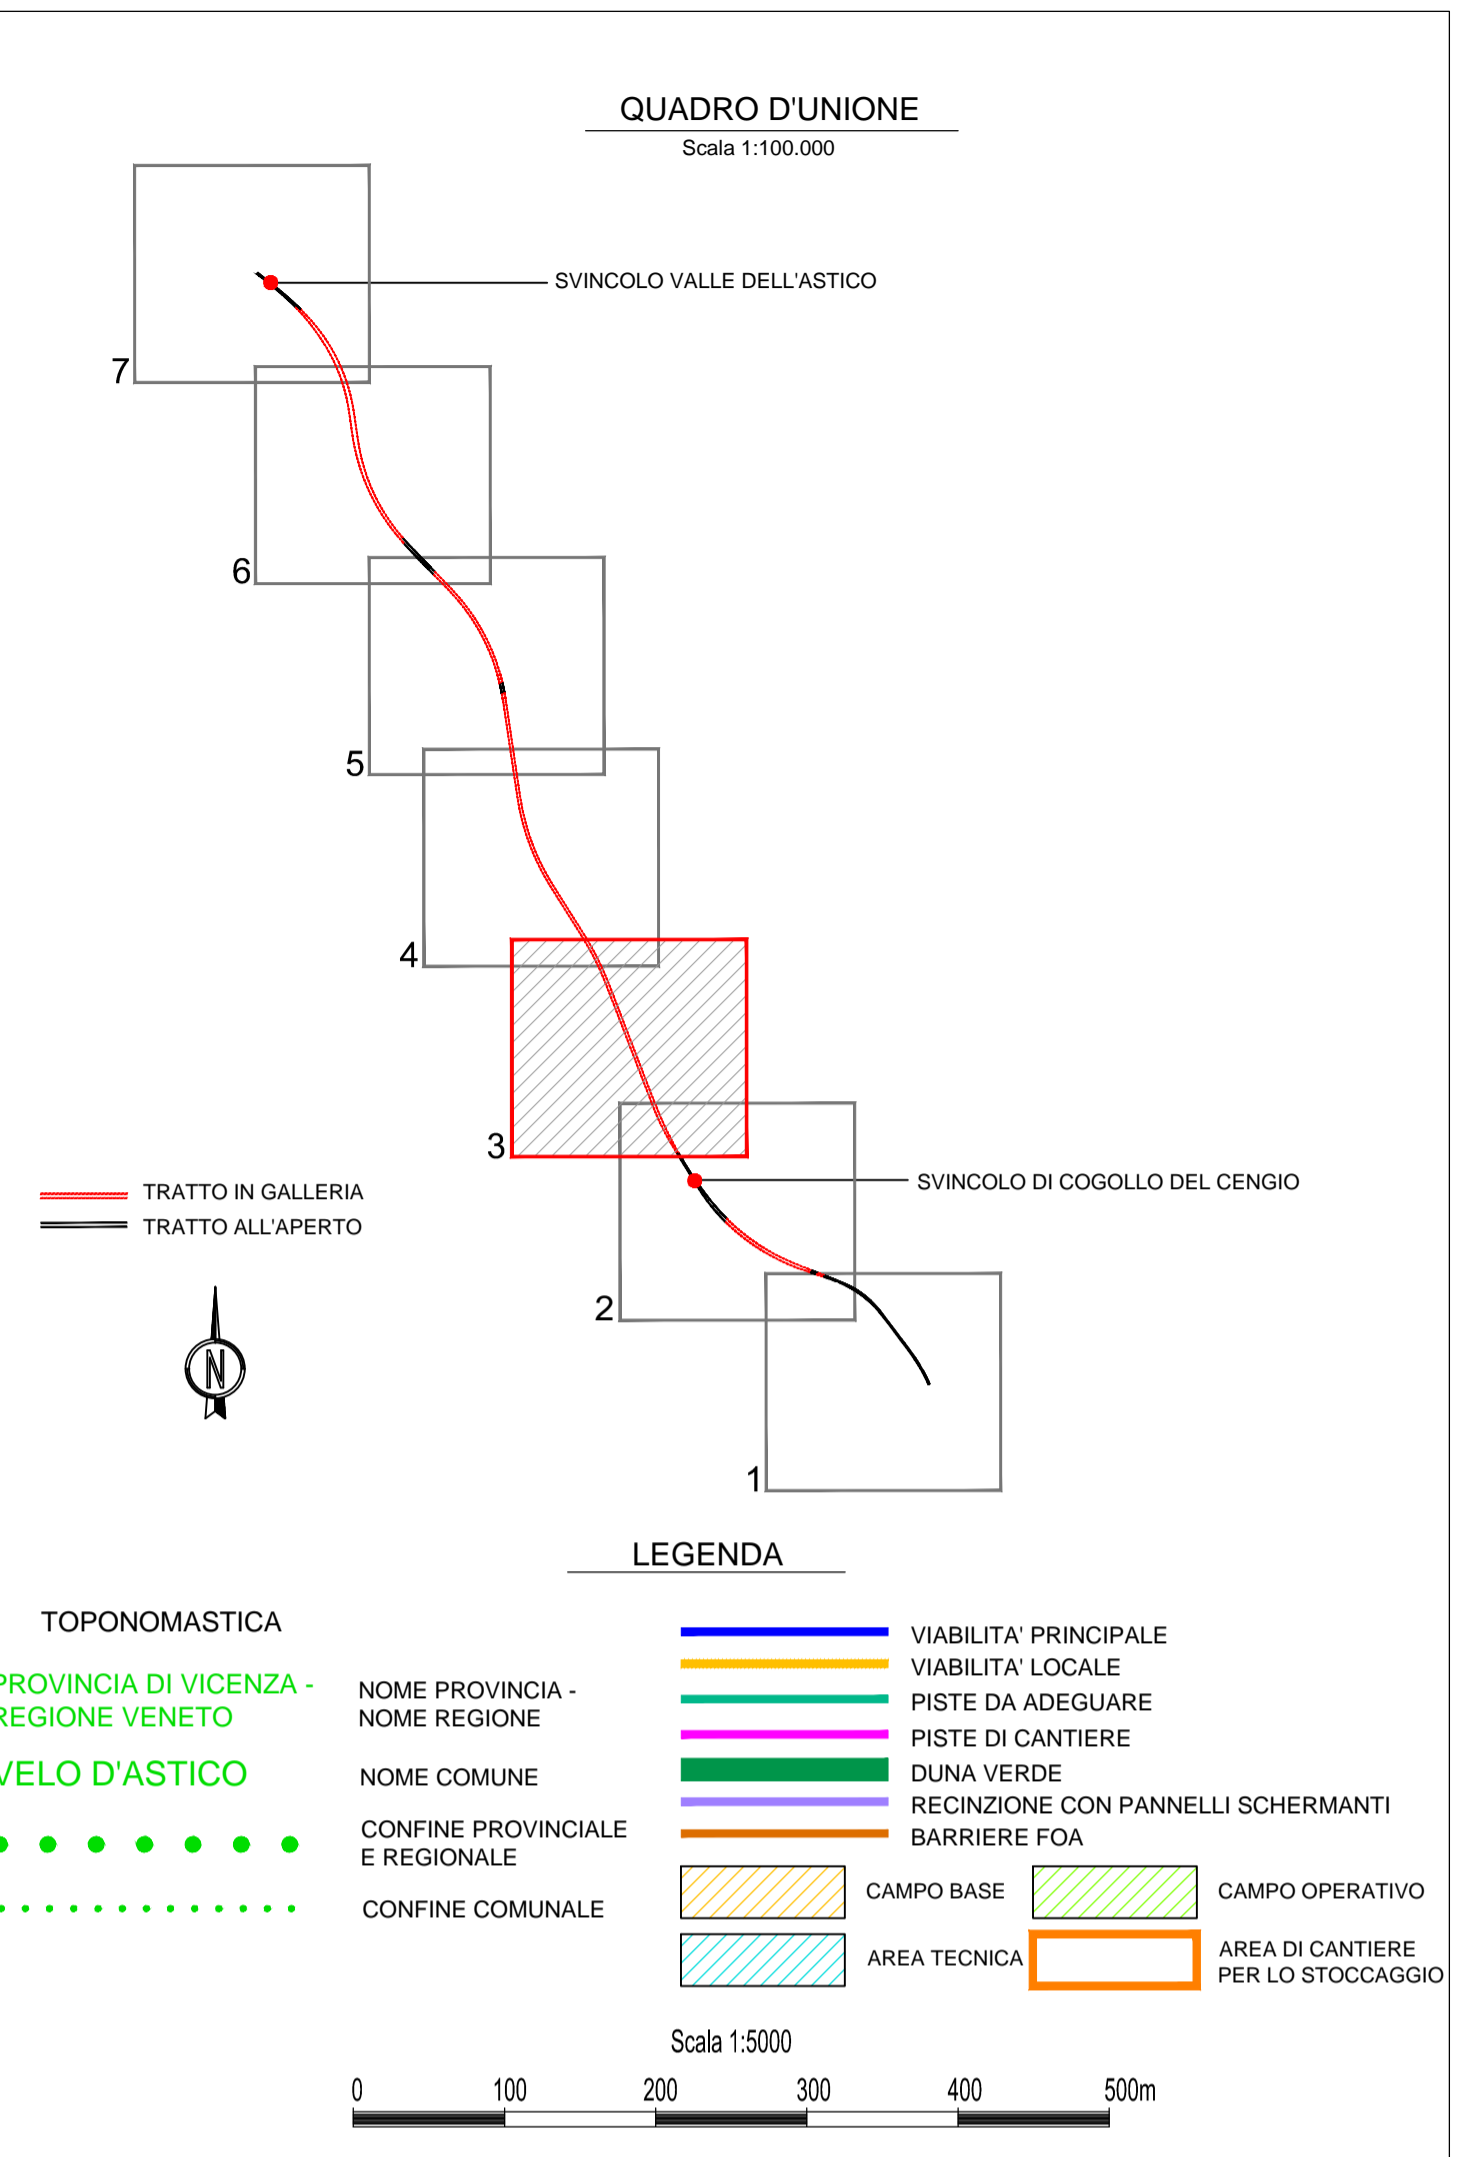 QUADRO D'UNIONE
Scala 1:100.000
SVINCOLO VALLE DELL'ASTICO
7
6
5
4
3
TRATTO IN GALLERIA
SVINCOLO DI COGOLLO DEL CENGIO
TRATTO ALL'APERTO
2
N
1
LEGENDA
TOPONOMASTICA
PROVINCIA DI VICENZA -
REGIONE VENETO
NOME PROVINCIA -
NOME REGIONE
VELO D'ASTICO
NOME COMUNE
CONFINE PROVINCIALE
E REGIONALE
CONFINE COMUNALE
VIABILITA' PRINCIPALE
VIABILITA' LOCALE
PISTE DA ADEGUARE
PISTE DI CANTIERE
DUNA VERDE
RECINZIONE CON PANNELLI SCHERMANTI
BARRIERE FOA
CAMPO BASE
CAMPO OPERATIVO
AREA TECNICA
AREA DI CANTIERE
PER LO STOCCAGGIO
Scala 1:5000
0 100 200 300 400 500m